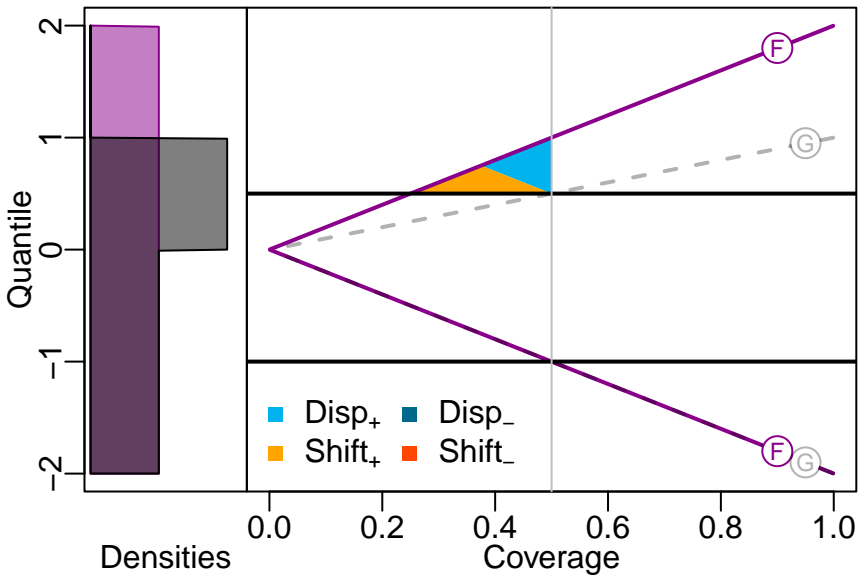 Quantile
2
1
0
−1
−2
F
G
F
G
Disp+ Disp−
Shift+ Shift−
0.0 0.2 0.4 0.6 0.8 1.0
Densities Coverage